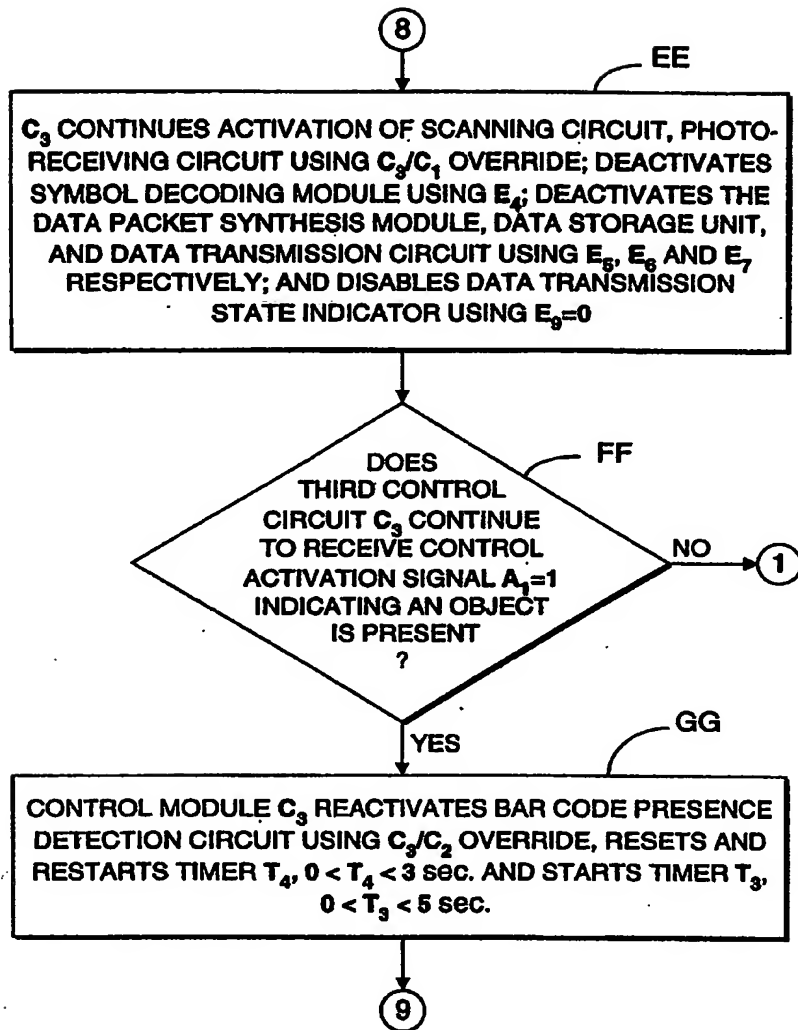 8
EE
C₃ CONTINUES ACTIVATION OF SCANNING CIRCUIT, PHOTO-
RECEIVING CIRCUIT USING C₃/C₁ OVERRIDE; DEACTIVATES
SYMBOL DECODING MODULE USING E₄; DEACTIVATES THE
DATA PACKET SYNTHESIS MODULE, DATA STORAGE UNIT,
AND DATA TRANSMISSION CIRCUIT USING E₅, E₆ AND E₇
RESPECTIVELY; AND DISABLES DATA TRANSMISSION
STATE INDICATOR USING E₉=0
FF
DOES
THIRD CONTROL
CIRCUIT C₃ CONTINUE
TO RECEIVE CONTROL
ACTIVATION SIGNAL A₁=1
INDICATING AN OBJECT
IS PRESENT
?
NO
1
YES
GG
CONTROL MODULE C₃ REACTIVATES BAR CODE PRESENCE
DETECTION CIRCUIT USING C₃/C₂ OVERRIDE, RESETS AND
RESTARTS TIMER T₄, 0 < T₄ < 3 sec. AND STARTS TIMER T₃,
0 < T₃ < 5 sec.
9